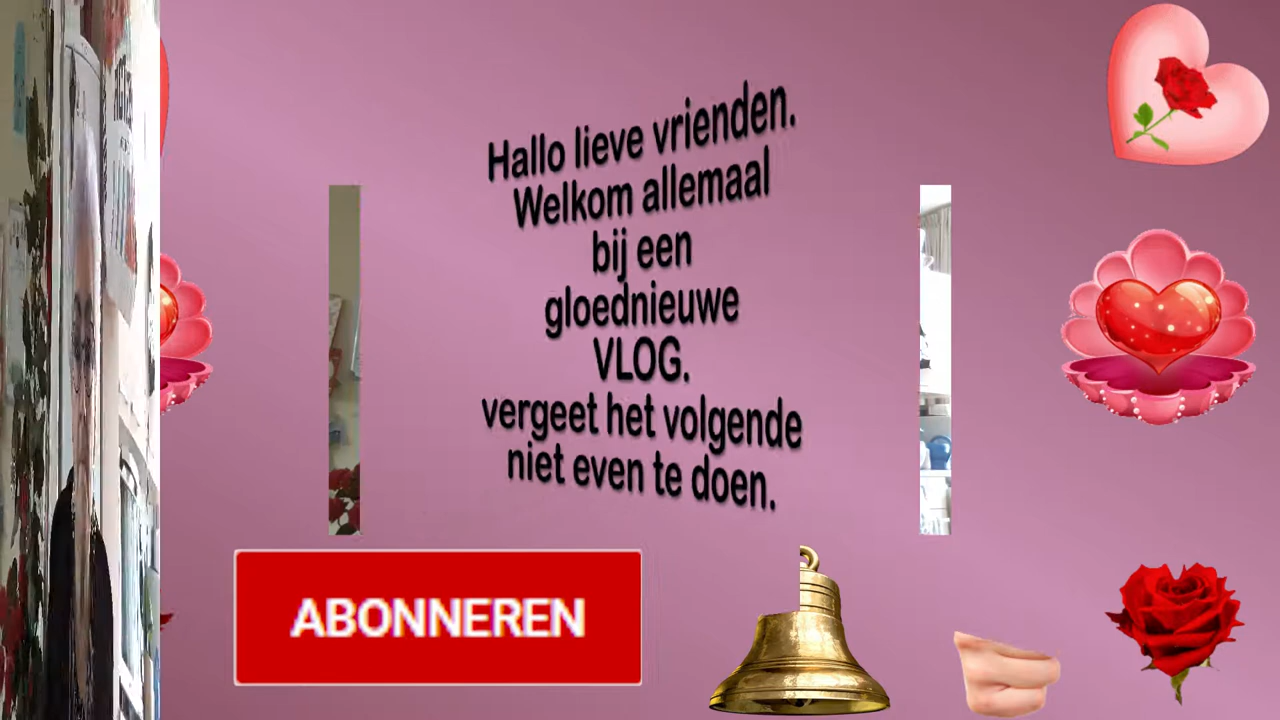 Hallo lieve vrienden.
Welkom allemaal
bij een
gloednieuwe
VLOG.
vergeet het volgende
niet even te doen.
ABONNEREN